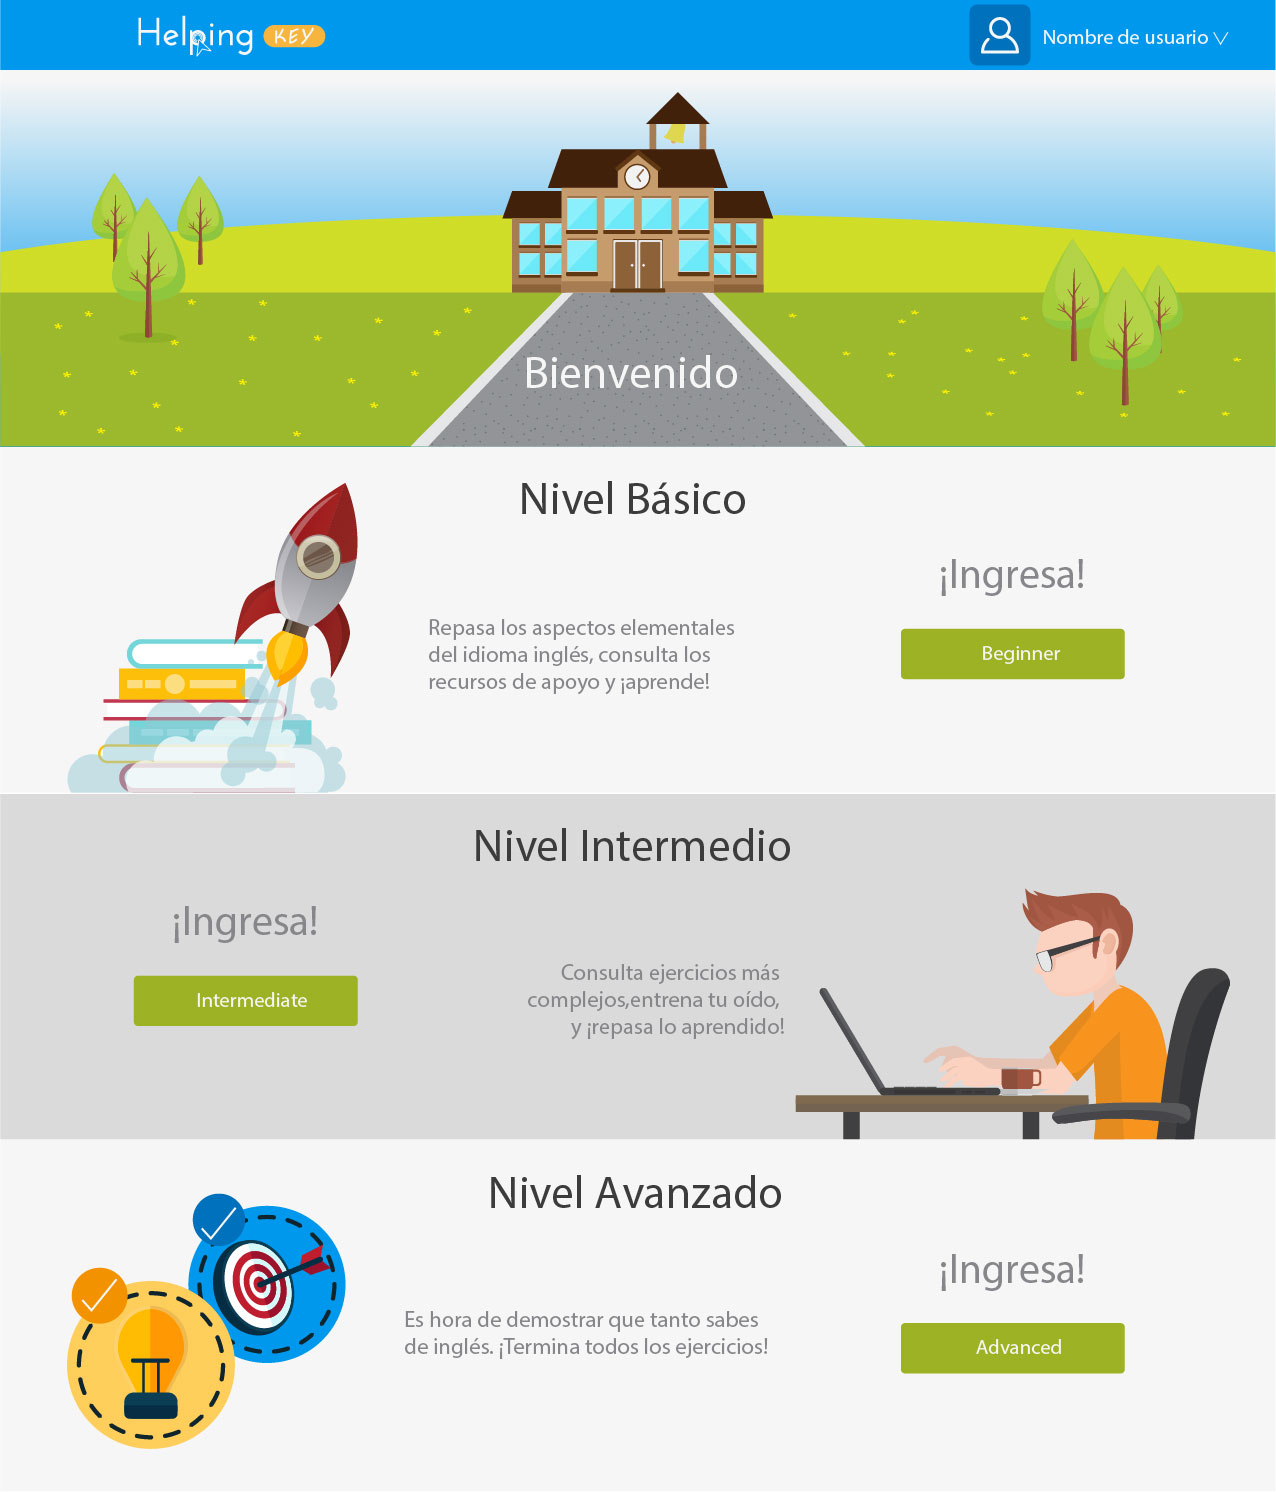 Helping KEY
Nombre de usuario
Bienvenido
Nivel Básico
Repasa los aspectos elementales
del idioma inglés, consulta los
recursos de apoyo y ¡aprende!
¡Ingresa!
Beginner
Nivel Intermedio
¡Ingresa!
Intermediate
Consulta ejercicios más
complejos,entrena tu oído,
y ¡repasa lo aprendido!
Nivel Avanzado
Es hora de demostrar que tanto sabes
de inglés. ¡Termina todos los ejercicios!
¡Ingresa!
Advanced